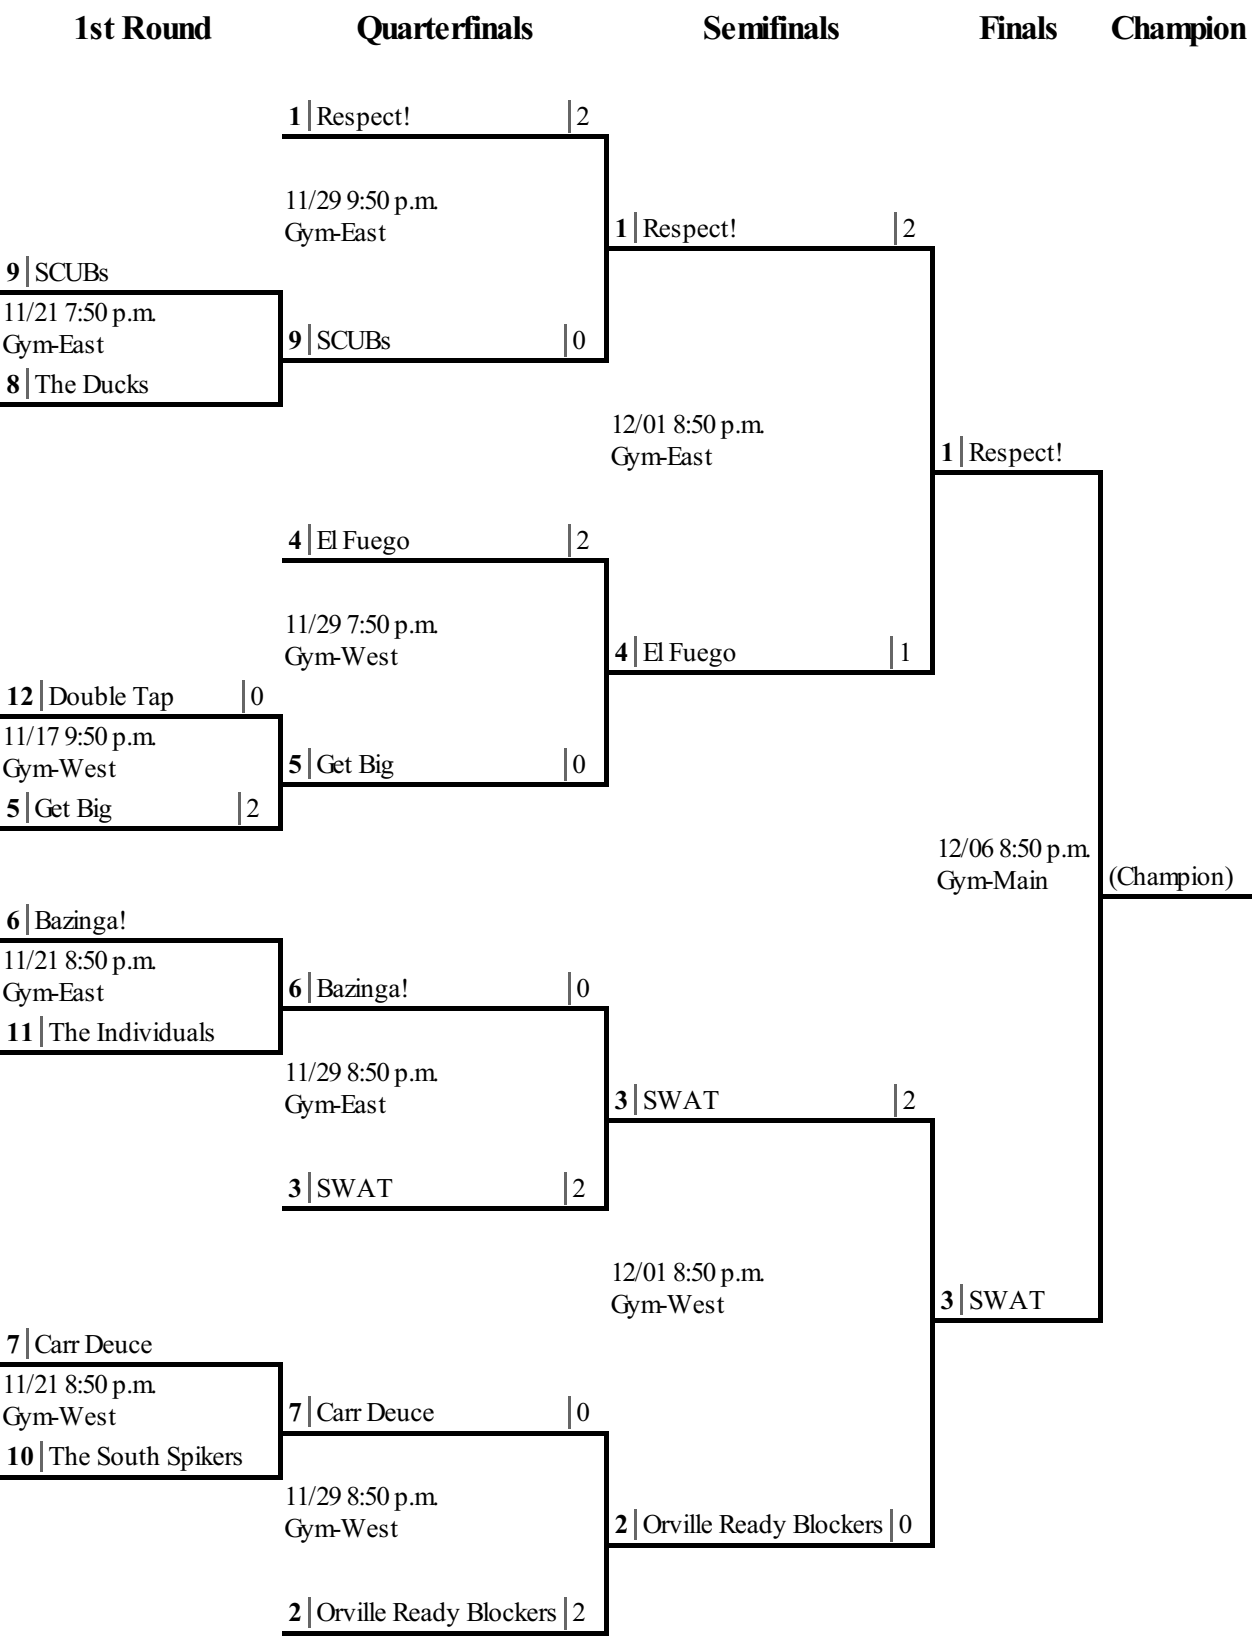 1st Round Quarterfinals Semifinals Finals Champion
1 Respect! 2
11/29 9:50 p.m.
Gym-East
1 Respect! 2
9 SCUBs
11/21 7:50 p.m.
Gym-East
9 SCUBs 0
8 The Ducks
12/01 8:50 p.m.
Gym-East
1 Respect!
4 El Fuego 2
11/29 7:50 p.m.
Gym-West
4 El Fuego 1
12 Double Tap 0
11/17 9:50 p.m.
Gym-West
5 Get Big 0
5 Get Big 2
12/06 8:50 p.m.
Gym-Main
(Champion)
6 Bazinga!
11/21 8:50 p.m.
Gym-East
6 Bazinga! 0
11 The Individuals
11/29 8:50 p.m.
Gym-East
3 SWAT 2
3 SWAT 2
12/01 8:50 p.m.
Gym-West
3 SWAT
7 Carr Deuce
11/21 8:50 p.m.
Gym-West
7 Carr Deuce 0
10 The South Spikers
11/29 8:50 p.m.
Gym-West
2 Orville Ready Blockers 0
2 Orville Ready Blockers 2